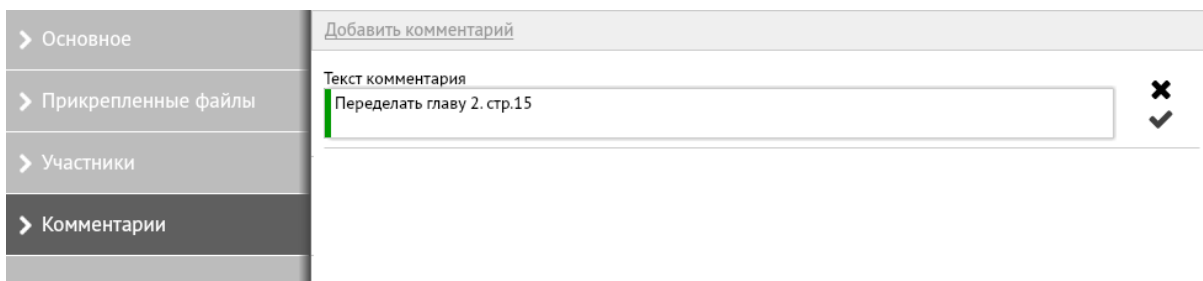 Основное
Прикрепленные файлы
Участники
Комментарии
Добавить комментарий
Текст комментария
Переделать главу 2. стр.15